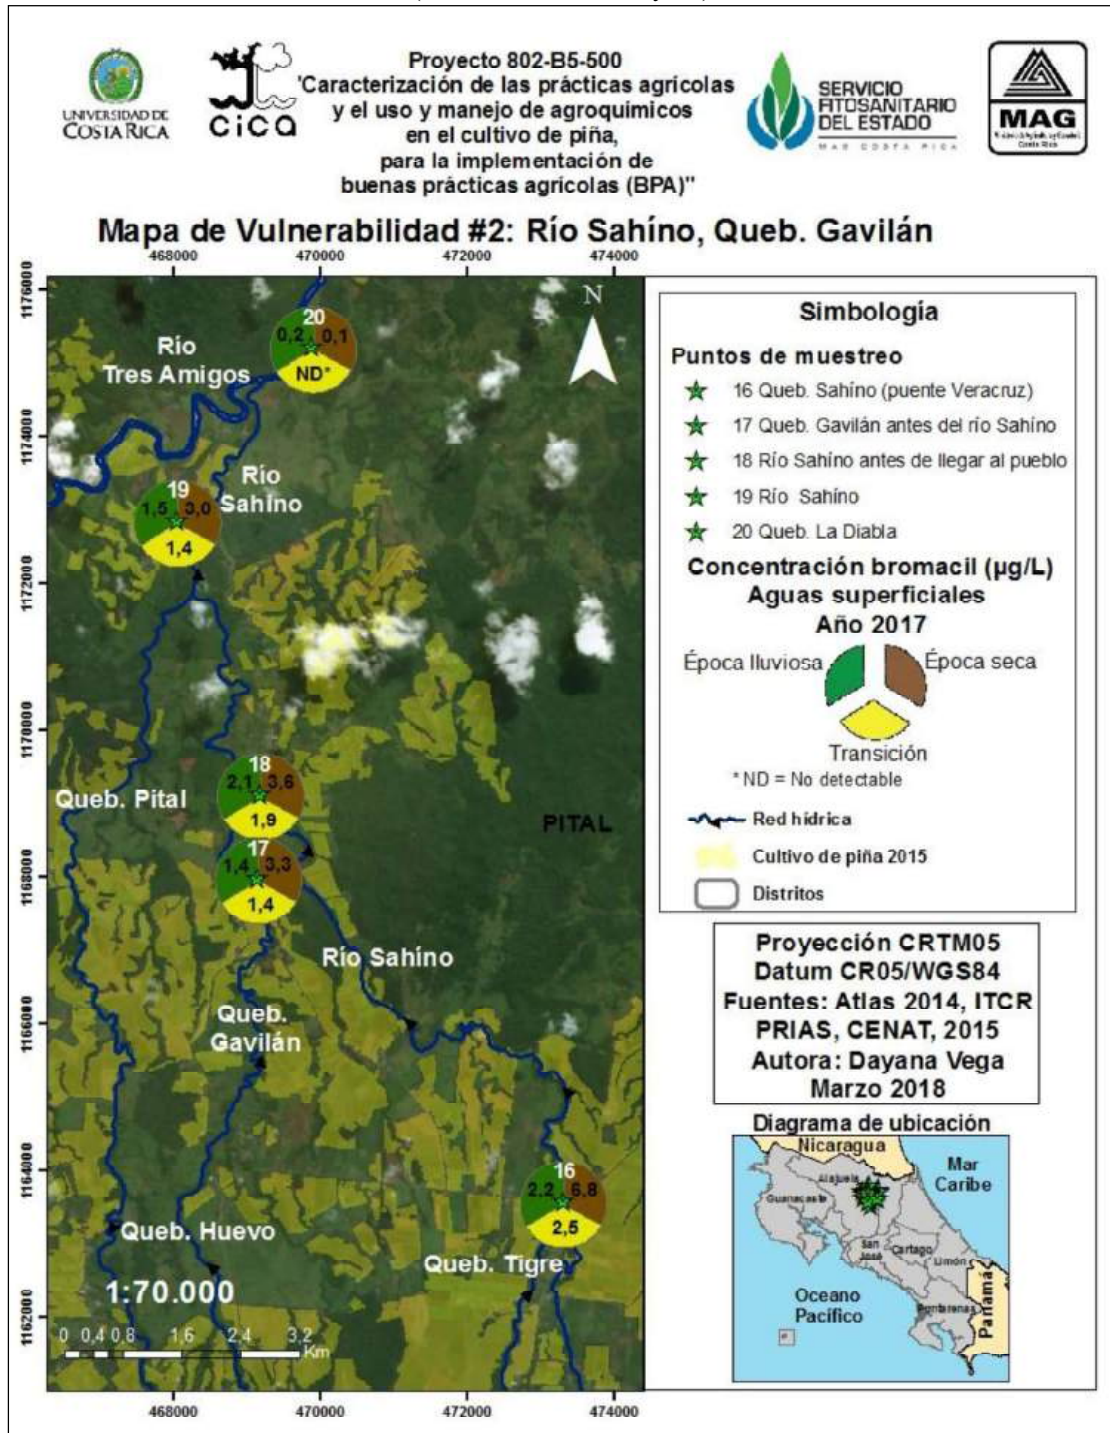 UNIVERSIDAD DE
COSTA RICA
CICA
Proyecto 802-B5-500
"Caracterización de las prácticas agrícolas
y el uso y manejo de agroquimicos
en el cultivo de piña,
para la implementación de
buenas prácticas agrícolas (BPA)"
SERVICIO
FITOSANITARIO
DEL ESTADO
MAG COSTA RICA
MAG
Costa Rica
Mapa de Vulnerabilidad #2: Río Sahíno, Queb. Gavilán
468000 470000 472000 474000
1176000
1174000
1172000
1170000
1168000
1166000
1164000
1162000
N
20
0,2 0,1
ND*
Río
Tres Amigos
Río
Sahíno
19
1,5 3,0
1,4
18
2,1 3,6
1,9
Queb. Pital
PITAL
17
1,4 3,3
1,4
Río Sahíno
Queb.
Gavilán
16
2.2 6,8
2,5
Queb. Huevo
Queb. Tigre
1:70.000
0 0,4 0,8 1,6 2,4 3,2
Km
468000 470000 472000 474000
Simbología
Puntos de muestreo
16 Queb. Sahíno (puente Veracruz)
17 Queb. Gavilán antes del río Sahíno
18 Río Sahíno antes de llegar al pueblo
19 Río Sahíno
20 Queb. La Diabla
Concentración bromacil (µg/L)
Aguas superficiales
Año 2017
Época lluviosa
Época seca
Transición
* ND = No detectable
Red hídrica
Cultivo de piña 2015
Distritos
Proyección CRTM05
Datum CR05/WGS84
Fuentes: Atlas 2014, ITCR
PRIAS, CENAT, 2015
Autora: Dayana Vega
Marzo 2018
Diagrama de ubicación
Nicaragua
Mar
Caribe
Alajuela
Guanacaste
San
José
Cartago
Limón
Puntarenas
Panamá
Oceano
Pacífico